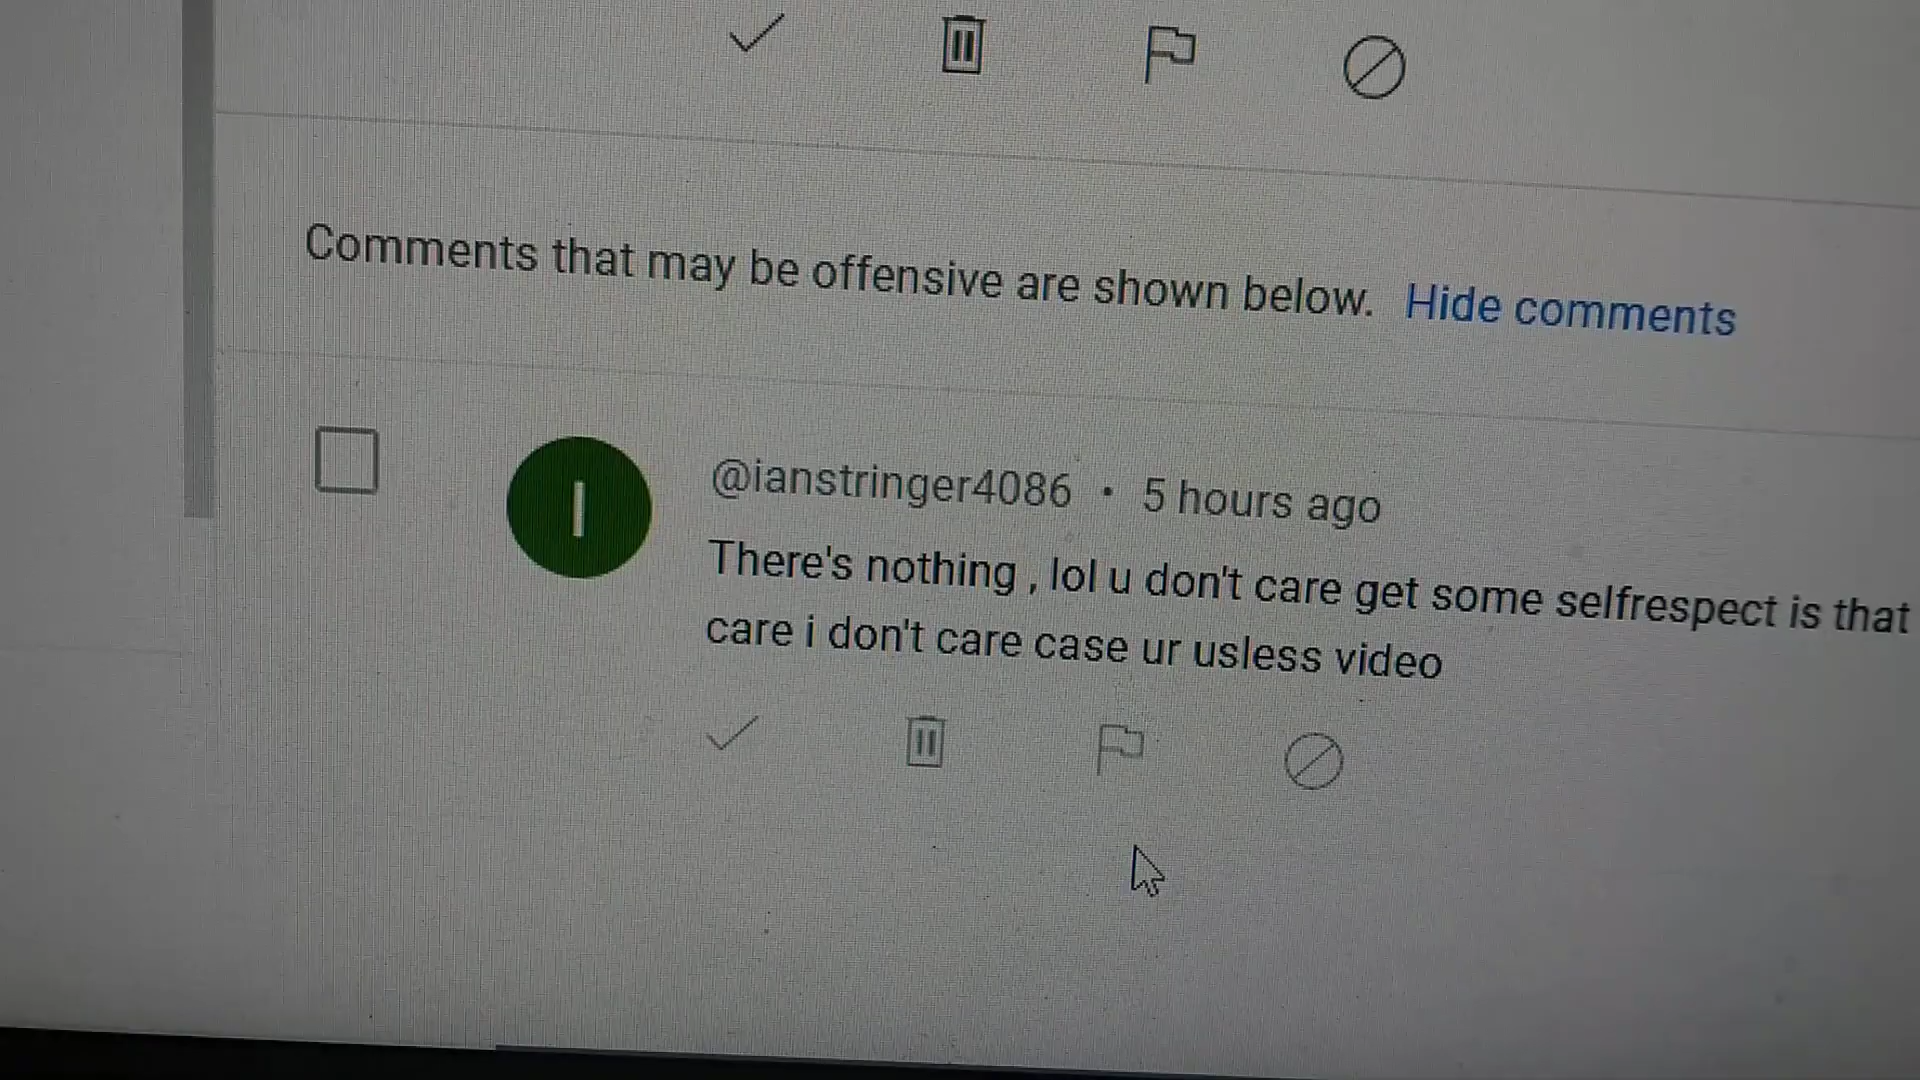 Comments that may be offensive are shown below. Hide comments
I
@ianstringer4086 · 5 hours ago
There's nothing , lol u don't care get some selfrespect is that
care i don't care case ur usless video